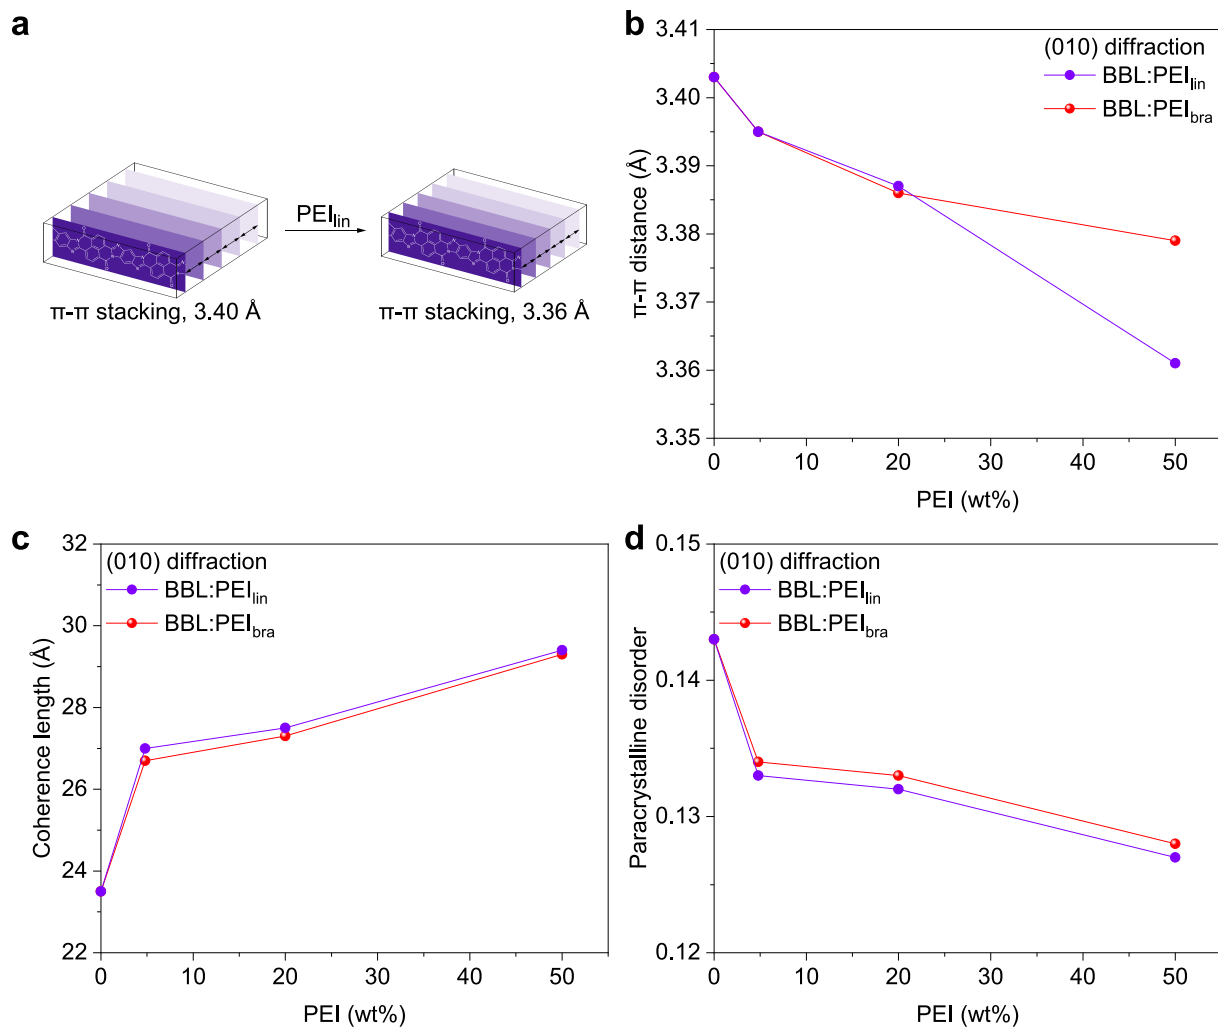 a
PEIlin
π-π stacking, 3.40 Å
π-π stacking, 3.36 Å
b
(010) diffraction
BBL:PEIlin
BBL:PEIbra
3.41
3.40
3.39
3.38
3.37
3.36
3.35
π-π distance (Å)
0
10
20
30
40
50
PEI (wt%)
c
(010) diffraction
BBL:PEIlin
BBL:PEIbra
32
30
28
26
24
22
Coherence length (Å)
0
10
20
30
40
50
PEI (wt%)
d
(010) diffraction
BBL:PEIlin
BBL:PEIbra
0.15
0.14
0.13
0.12
Paracrystalline disorder
0
10
20
30
40
50
PEI (wt%)